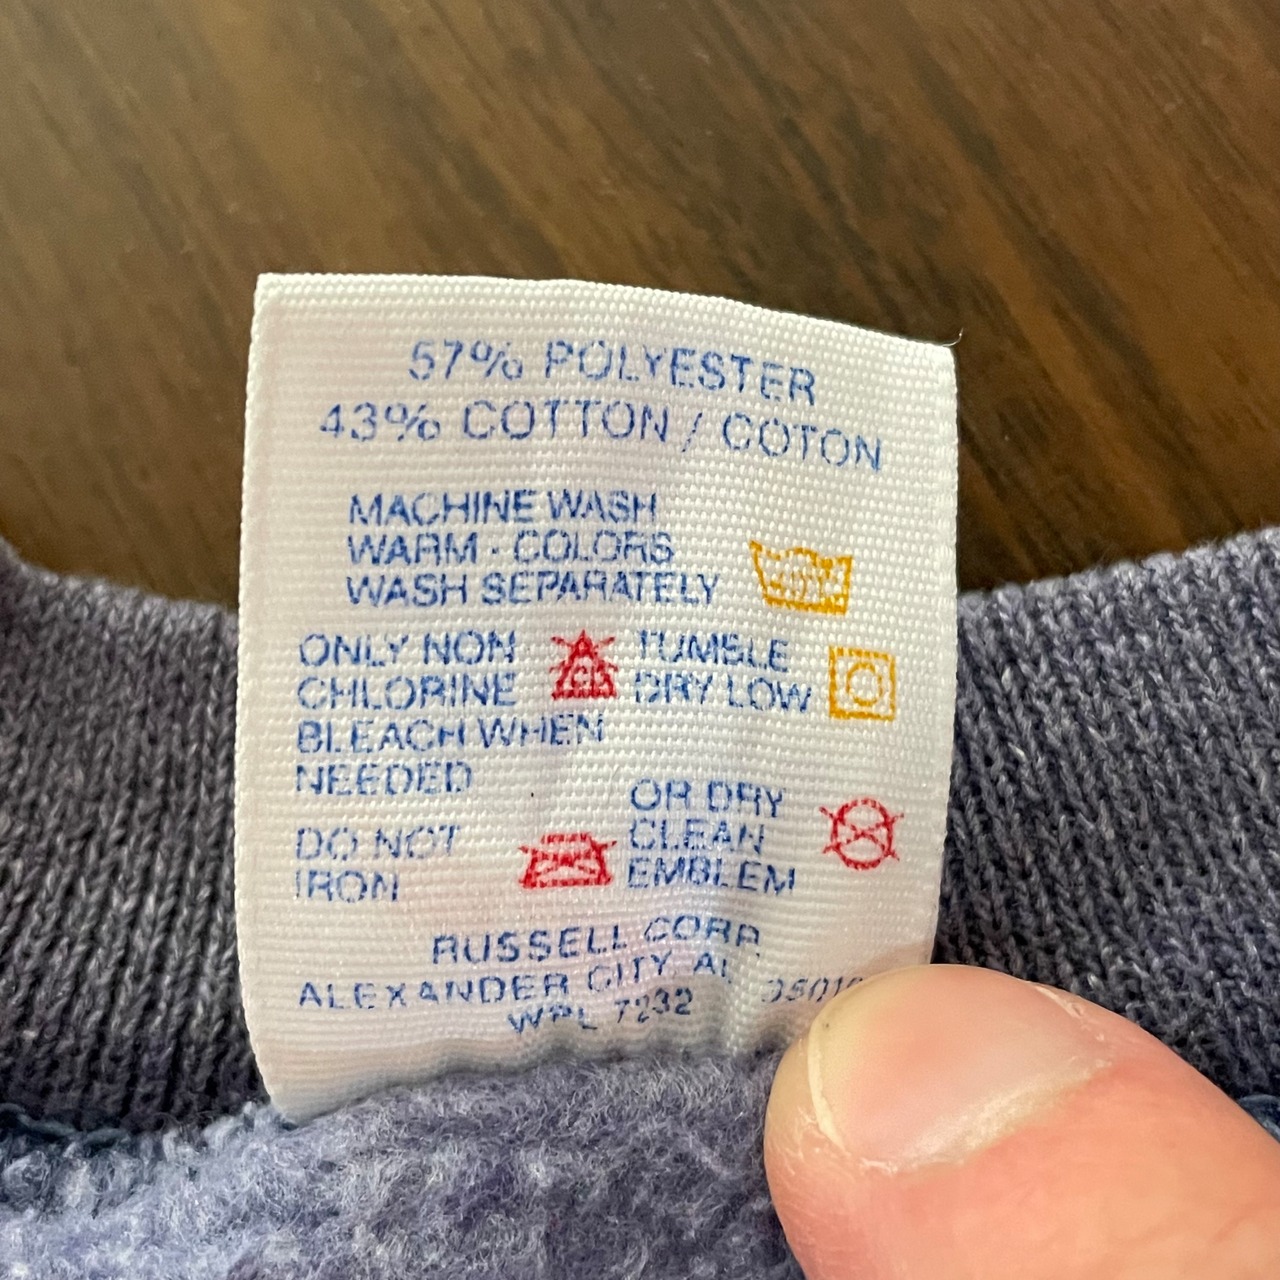 57% POLYESTER
43% COTTON / COTON
MACHINE WASH
WARM - COLORS
WASH SEPARATELY
ONLY NON
CHLORINE
BLEACH WHEN
NEEDED
CL
TUMBLE
DRY LOW
DO NOT
IRON
OR DRY
CLEAN
EMBLEM
RUSSELL CORP.
ALEXANDER CITY, AL
WPL 7232